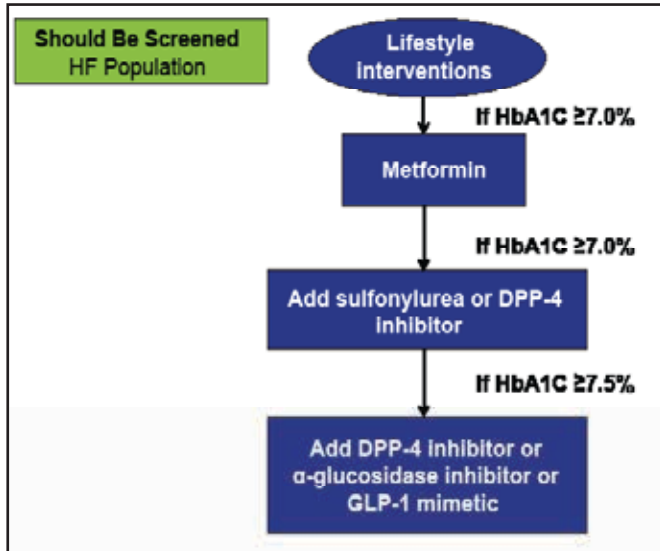 Should Be Screened
HF Population
Lifestyle
interventions
If HbA1C ≥7.0%
Metformin
If HbA1C ≥7.0%
Add sulfonylurea or DPP-4
inhibitor
If HbA1C ≥7.5%
Add DPP-4 inhibitor or
α-glucosidase inhibitor or
GLP-1 mimetic